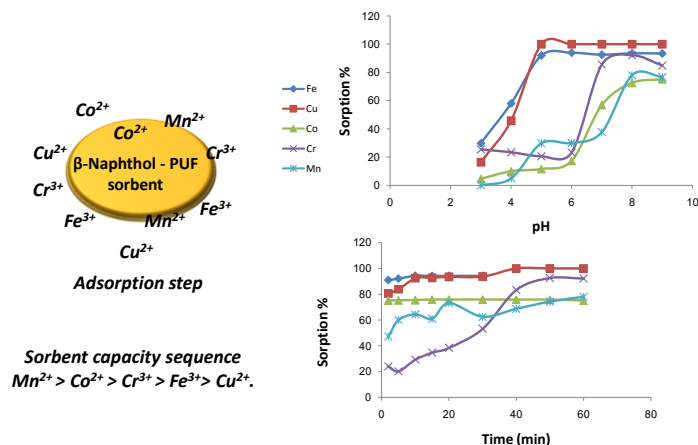 Co²⁺
Mn²⁺
Co²⁺
Cu²⁺
Cr³⁺
β-Naphthol - PUF
sorbent
Cr³⁺
Fe³⁺
Mn²⁺
Fe³⁺
Cu²⁺
Adsorption step
Sorbent capacity sequence
Mn²⁺ > Co²⁺ > Cr³⁺ > Fe³⁺> Cu²⁺.
Fe
Cu
Co
Cr
Mn
Sorption %
120
100
80
60
40
20
0
0 2 4 6 8 10
pH
Sorption %
120
100
80
60
40
20
0
0 20 40 60 80
Time (min)